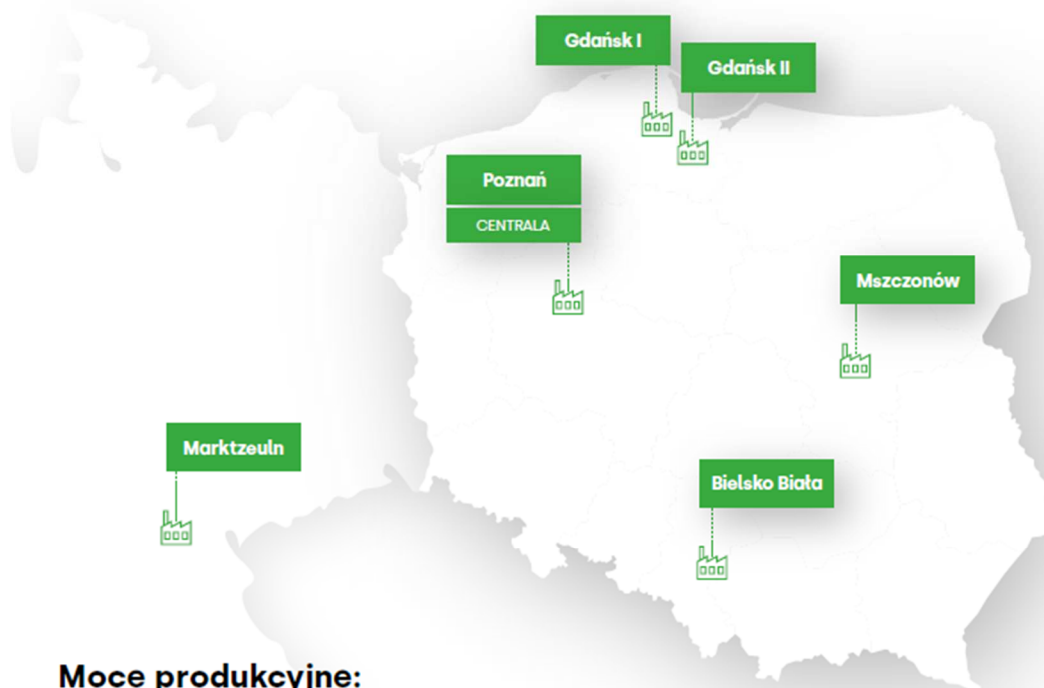 Gdańsk I
Gdańsk II
Poznań
CENTRALA
Mszczonów
Marktzeuln
Bielsko Biała
Moce produkcyjne: